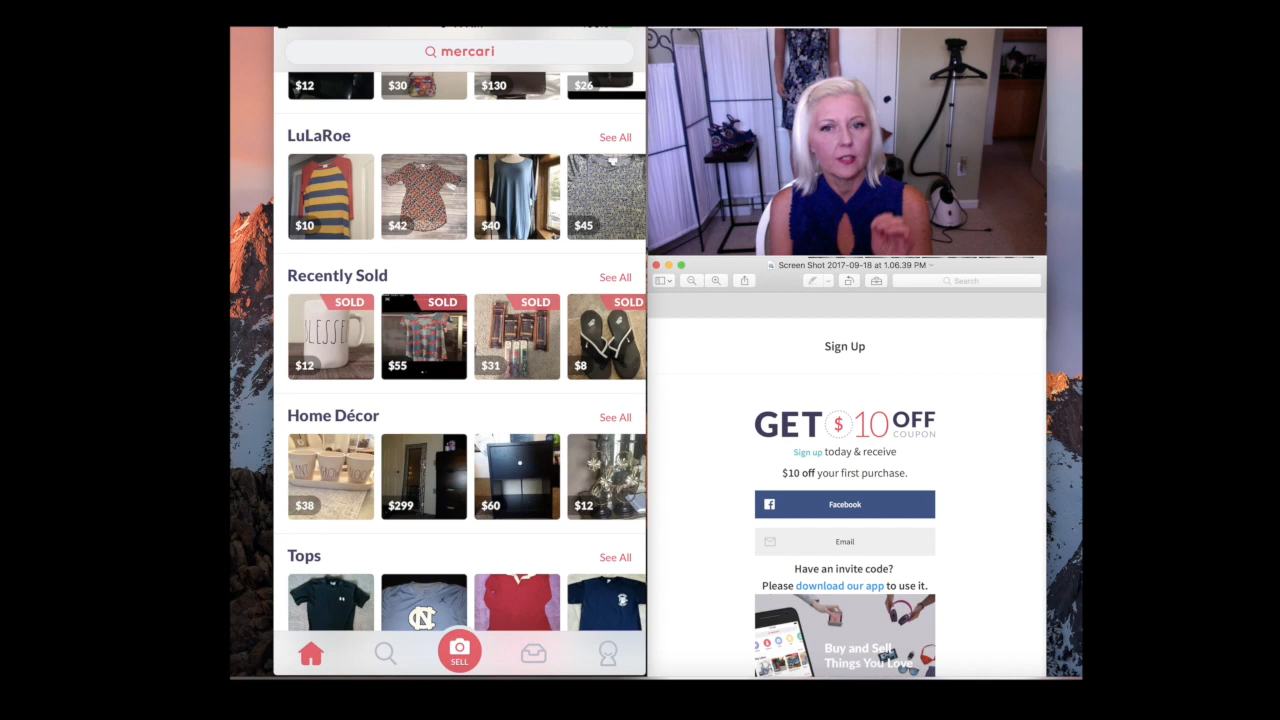 mercari
$12
$30
$130
$26
LuLaRoe
See All
$10
$42
$40
$45
Recently Sold
See All
SOLD
SOLD
SOLD
SOLD
BLESSED
$12
$55
$31
$8
Home Décor
See All
$38
$299
$60
$12
Tops
See All
NC
SELL
Screen Shot 2017-09-18 at 1.06.39 PM
Search
Sign Up
GET $10 OFF
COUPON
Sign up today & receive
$10 off your first purchase.
Facebook
Email
Have an invite code?
Please download our app to use it.
Buy and Sell
Things You Love